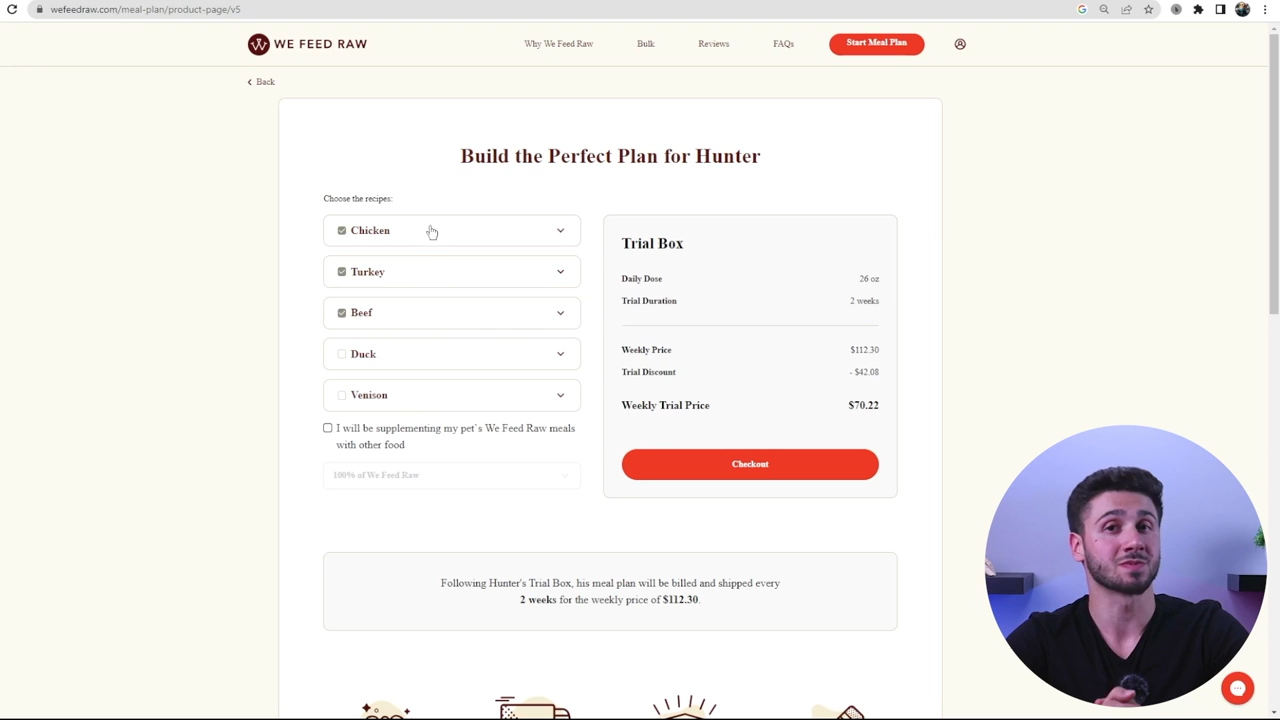 wefeedraw.com/meal-plan/product-page/v5
WE FEED RAW
Why We Feed Raw
Bulk
Reviews
FAQs
Start Meal Plan
Back
Build the Perfect Plan for Hunter
Choose the recipes:
Chicken
Turkey
Beef
Duck
Venison
I will be supplementing my pet`s We Feed Raw meals
with other food
100% of We Feed Raw
Trial Box
Daily Dose 26 oz
Trial Duration 2 weeks
Weekly Price $112.30
Trial Discount - $42.08
Weekly Trial Price $70.22
Checkout
Following Hunter's Trial Box, his meal plan will be billed and shipped every
2 weeks for the weekly price of $112.30.